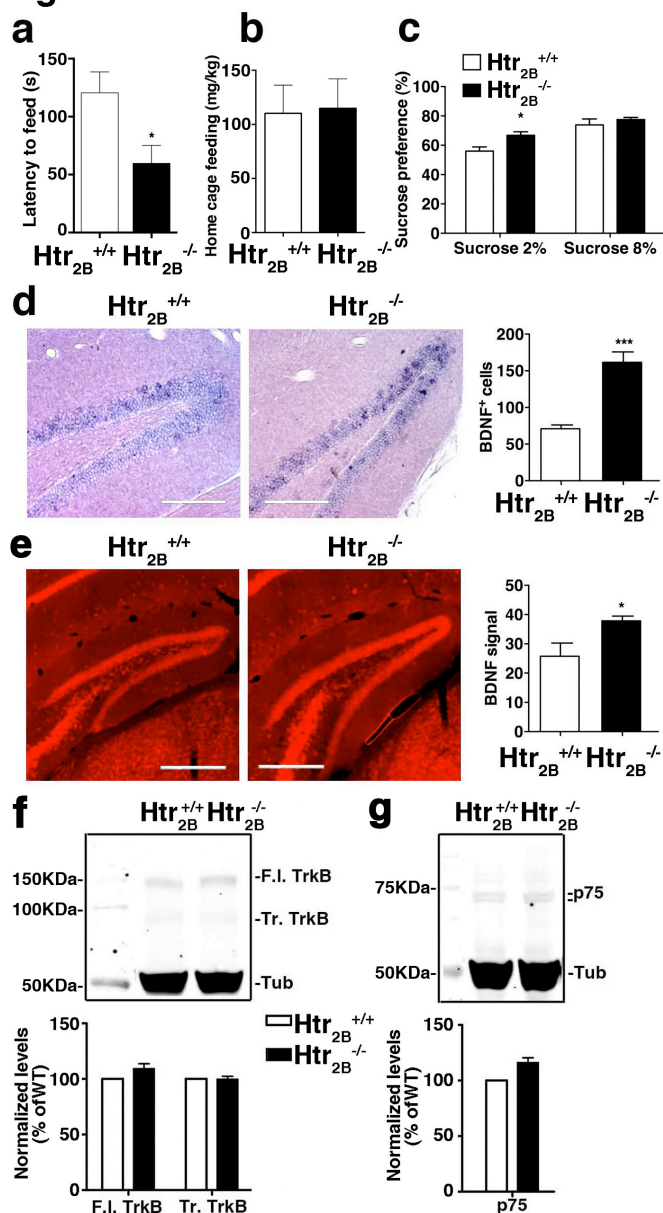 a
b
c
Latency to feed (s)
150
100
50
0
*
Htr2B+/+ Htr2B-/-
Home cage feeding (mg/kg)
150
100
50
0
Htr2B+/+ Htr2B-/-
Htr2B+/+
Htr2B-/-
Sucrose preference (%)
100
80
60
40
20
0
*
Sucrose 2% Sucrose 8%
d
Htr2B+/+ Htr2B-/-
BDNF+ cells
200
150
100
50
0
***
Htr2B+/+ Htr2B-/-
e
Htr2B+/+ Htr2B-/-
BDNF signal
50
40
30
20
10
0
*
Htr2B+/+ Htr2B-/-
f
Htr2B+/+ Htr2B-/-
150KDa-
100KDa-
50KDa-
-F.l. TrkB
-Tr. TrkB
-Tub
Normalized levels
(% ofWT)
150
100
50
0
F.l. TrkB Tr. TrkB
Htr2B+/+
Htr2B-/-
g
Htr2B+/+ Htr2B-/-
75KDa-
50KDa-
-p75
-Tub
Normalized levels
(% ofWT)
150
100
50
0
p75